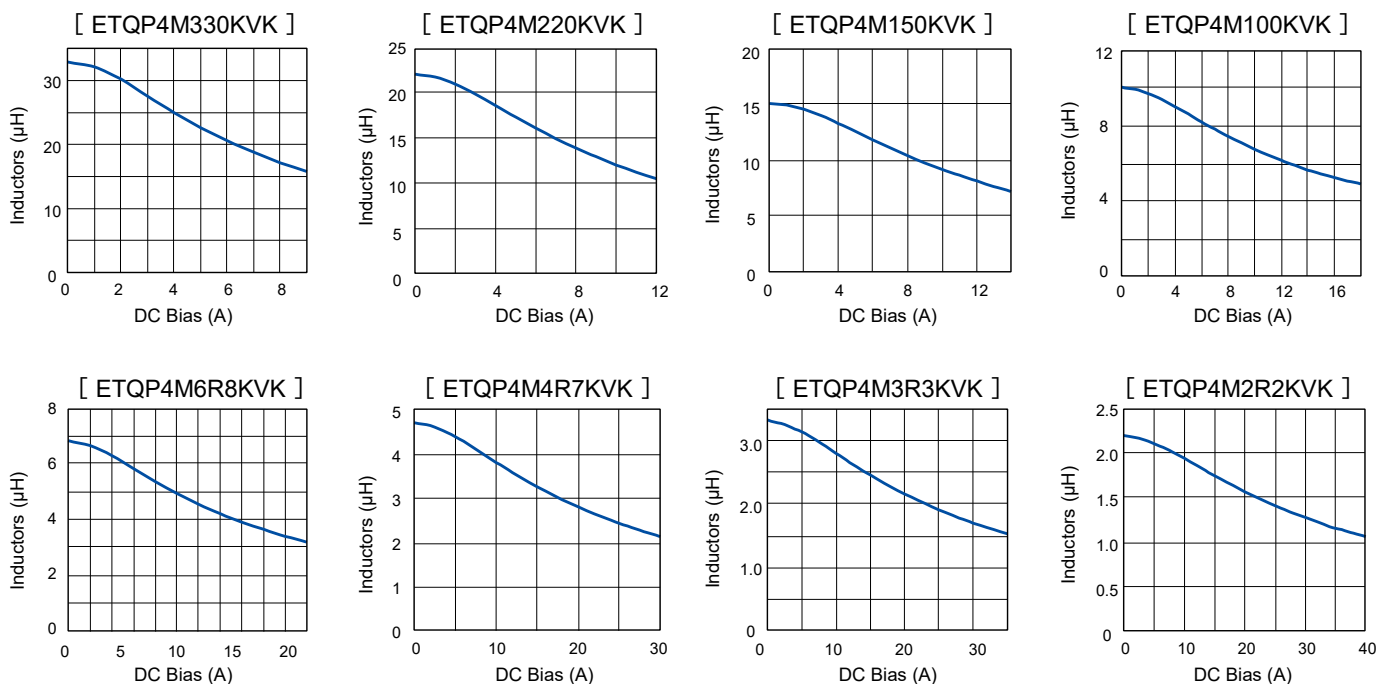 [ ETQP4M330KVK ]
Inductors (μH)
30
20
10
0
0 2 4 6 8
DC Bias (A)
[ ETQP4M220KVK ]
Inductors (μH)
25
20
15
10
5
0
0 4 8 12
DC Bias (A)
[ ETQP4M150KVK ]
Inductors (μH)
20
15
10
5
0
0 4 8 12
DC Bias (A)
[ ETQP4M100KVK ]
Inductors (μH)
12
8
4
0
0 4 8 12 16
DC Bias (A)
[ ETQP4M6R8KVK ]
Inductors (μH)
8
6
4
2
0
0 5 10 15 20
DC Bias (A)
[ ETQP4M4R7KVK ]
Inductors (μH)
5
4
3
2
1
0
0 10 20 30
DC Bias (A)
[ ETQP4M3R3KVK ]
Inductors (μH)
3.0
2.0
1.0
0
0 10 20 30
DC Bias (A)
[ ETQP4M2R2KVK ]
Inductors (μH)
2.5
2.0
1.5
1.0
0.5
0
0 10 20 30 40
DC Bias (A)